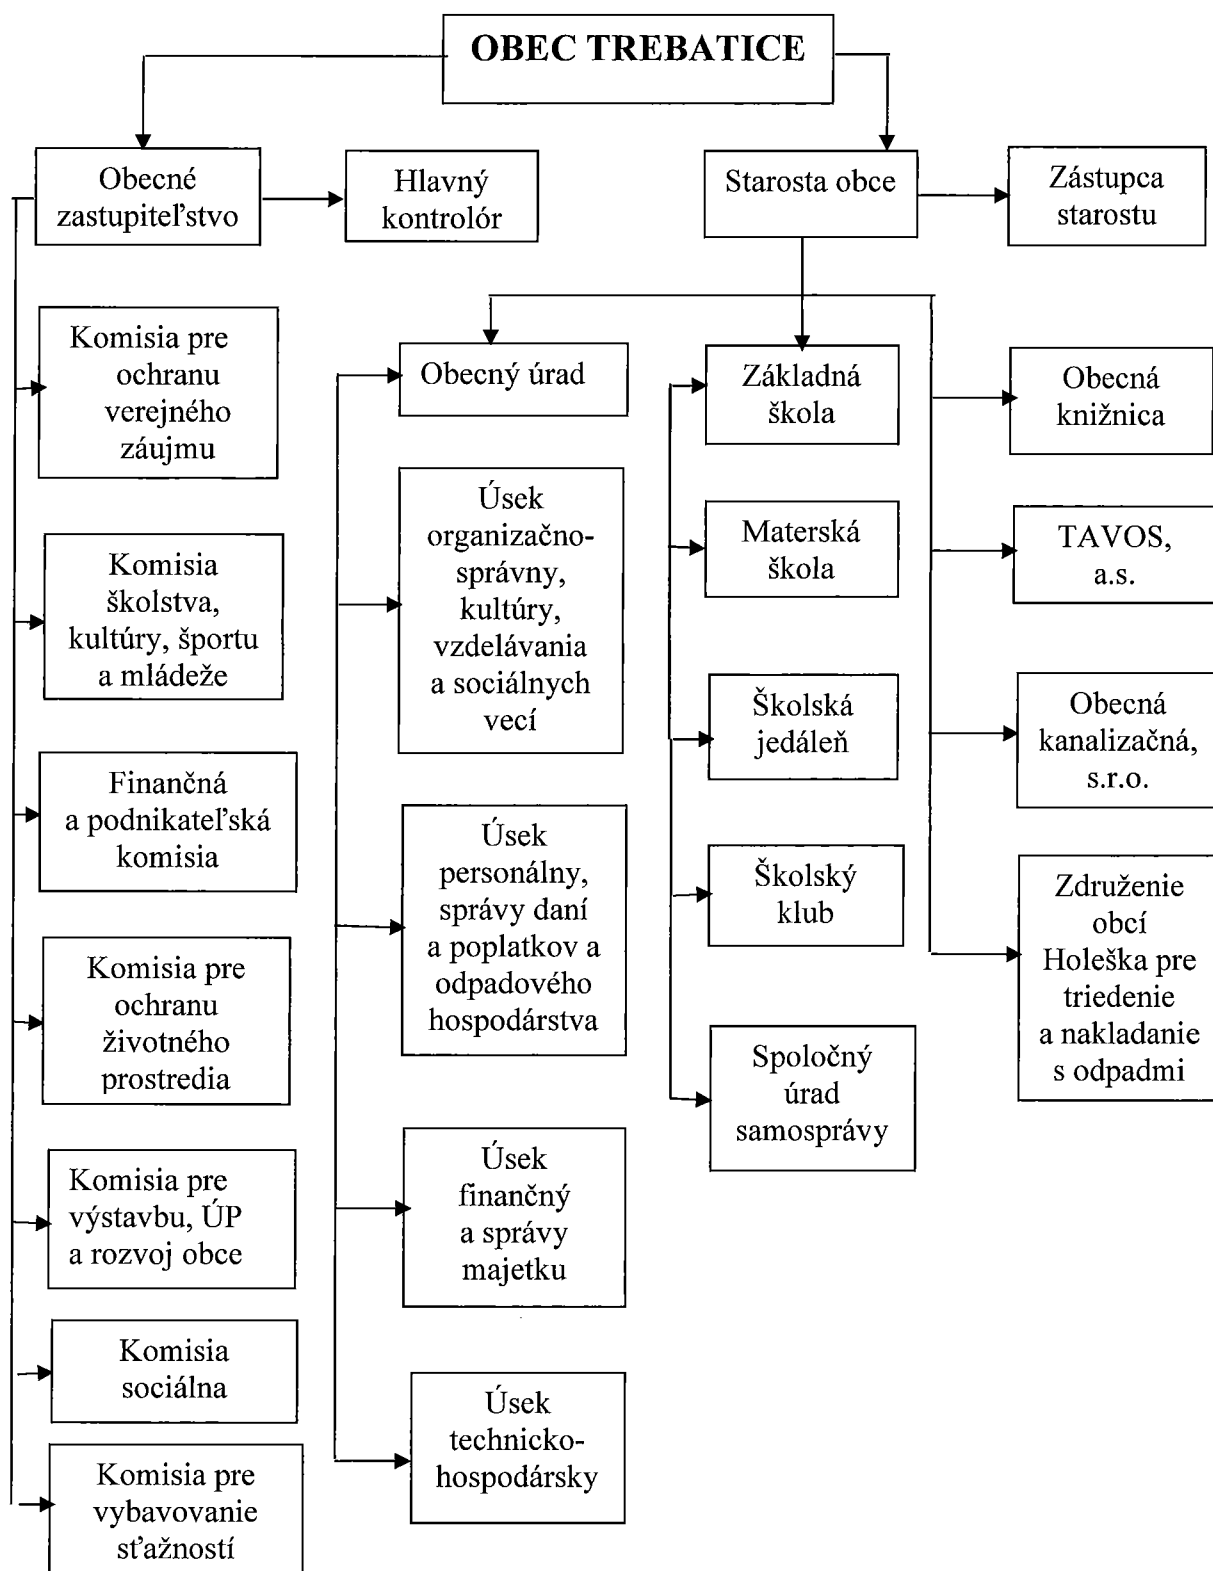 OBEC TREBATICE
Obecné
zastupiteľstvo
Hlavný
kontrolór
Starosta obce
Zástupca
starostu
Komisia pre
ochranu
verejného
záujmu
Komisia
školstva,
kultúry, športu
a mládeže
Finančná
a podnikateľská
komisia
Komisia pre
ochranu
životného
prostredia
Komisia pre
výstavbu, ÚP
a rozvoj obce
Komisia
sociálna
Komisia pre
vybavovanie
sťažností
Obecný úrad
Úsek
organizačno-
správny,
kultúry,
vzdelávania
a sociálnych
vecí
Úsek
personálny,
správy daní
a poplatkov a
odpadového
hospodárstva
Úsek
finančný
a správy
majetku
Úsek
technicko-
hospodársky
Základná
škola
Materská
škola
Školská
jedáleň
Školský
klub
Spoločný
úrad
samosprávy
Obecná
knižnica
TAVOS,
a.s.
Obecná
kanalizačná,
s.r.o.
Združenie
obcí
Holeška pre
triedenie
a nakladanie
s odpadmi